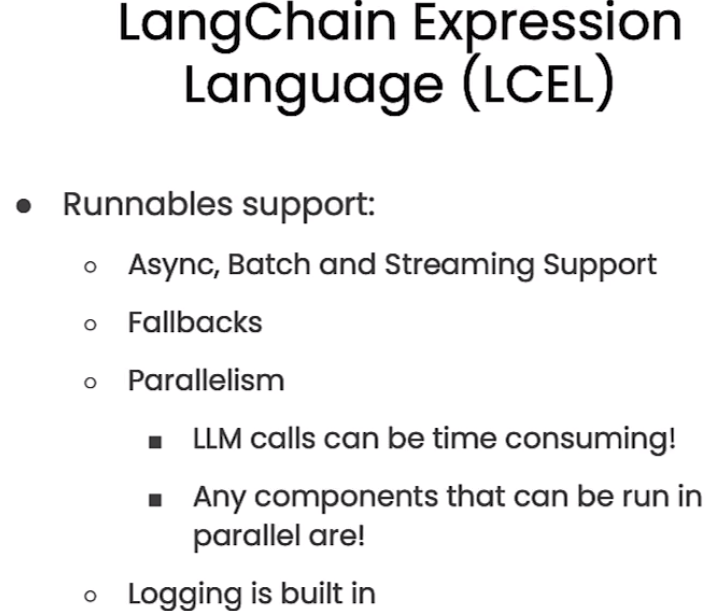 LangChain Expression
Language (LCEL)
● Runnables support:
○ Async, Batch and Streaming Support
○ Fallbacks
○ Parallelism
■ LLM calls can be time consuming!
■ Any components that can be run in
parallel are!
○ Logging is built in